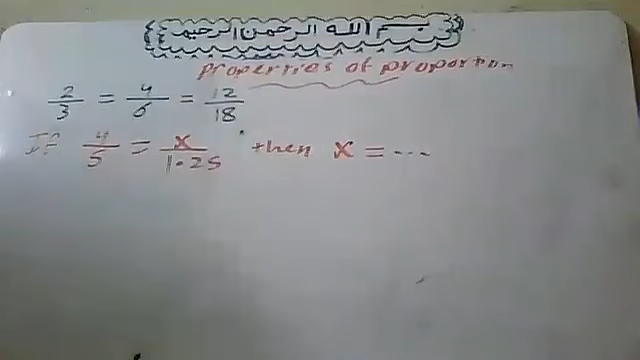 بسم الله الرحمن الرحيم
Properties of proportion
2/3 = 4/6 = 12/18
If 4/5 = x/1.25 then x = ---